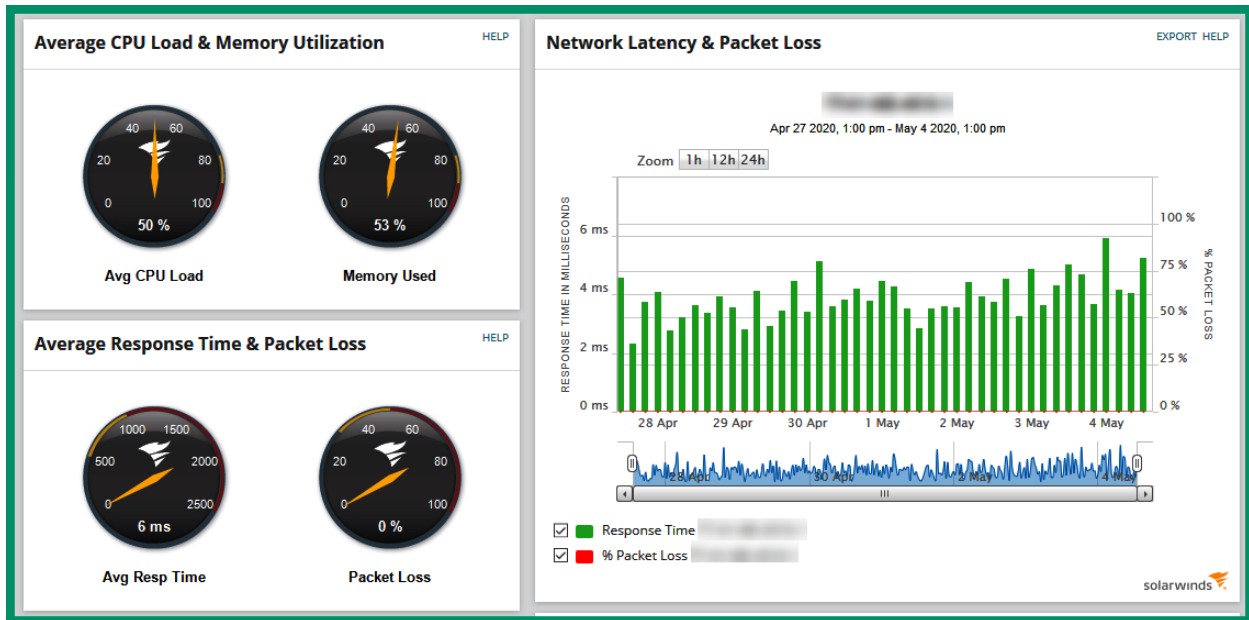 Average CPU Load & Memory Utilization
HELP
40 60
20 80
0 100
50 %
Avg CPU Load
40 60
20 80
0 100
53 %
Memory Used
Average Response Time & Packet Loss
HELP
1000 1500
500 2000
0 2500
6 ms
Avg Resp Time
40 60
20 80
0 100
0 %
Packet Loss
Network Latency & Packet Loss
EXPORT HELP
Apr 27 2020, 1:00 pm - May 4 2020, 1:00 pm
Zoom 1h 12h 24h
RESPONSE TIME IN MILLISECONDS
6 ms
4 ms
2 ms
0 ms
100 %
75 %
50 %
25 %
0 %
% PACKET LOSS
28 Apr 29 Apr 30 Apr 1 May 2 May 3 May 4 May
28 Apr 30 Apr 2 May 4 May
Response Time
% Packet Loss
solarwinds